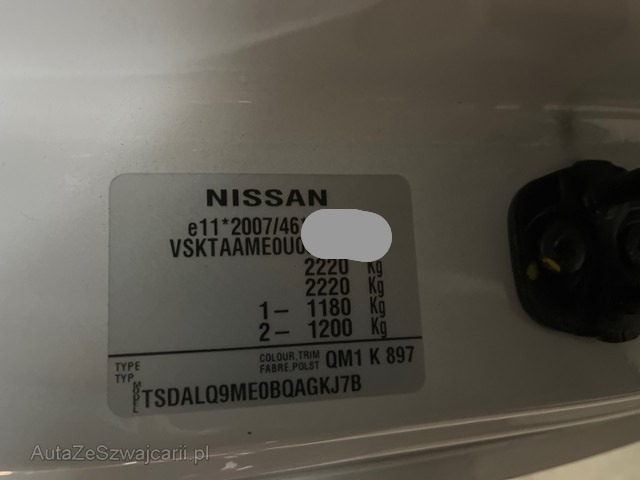 NISSAN
e11*2007/46*
VSKTAAME0U0
2220 Kg
2220 Kg
1- 1180 Kg
2- 1200 Kg
TYPE
TYP
COLOUR,TRIM
FABRE,POLST
QM1 K 897
MODEL
TSDALQ9ME0BQAGKJ7B
AutaZeSzwajcarii.pl